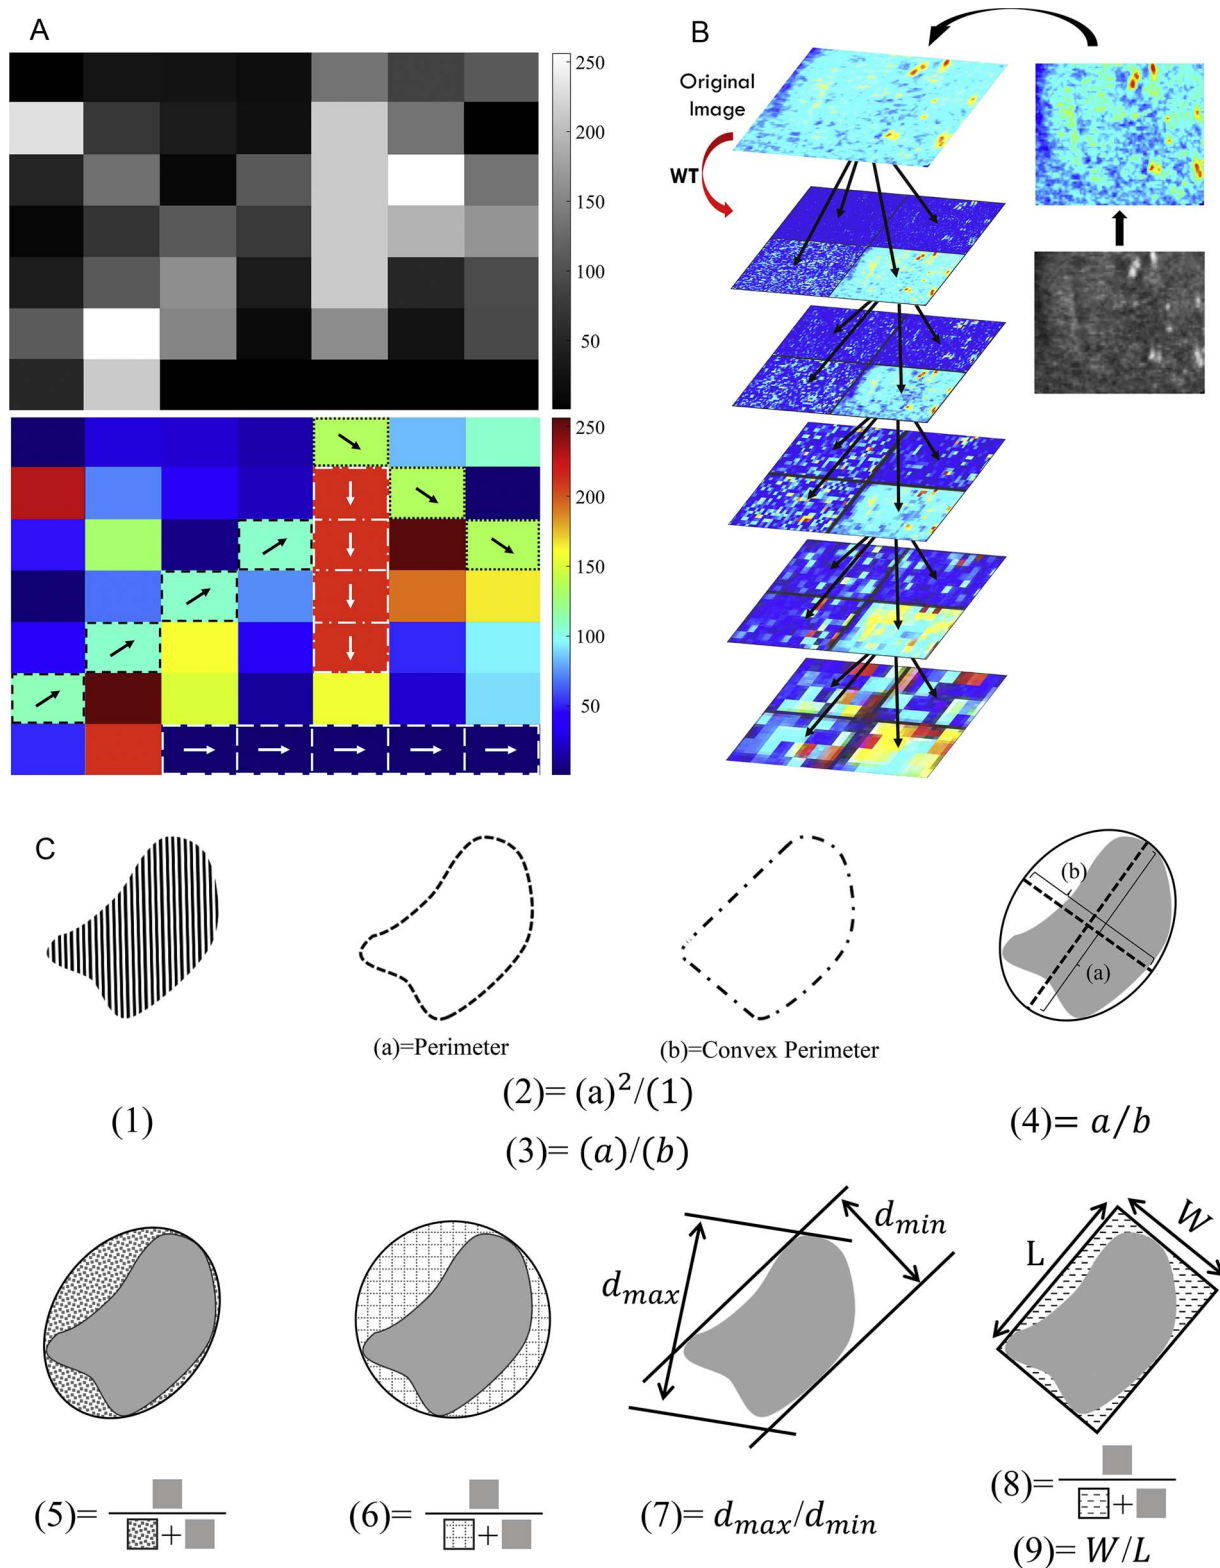 A
250
200
150
100
50
250
200
150
100
50
B
Original
Image
WT
C
(a)=Perimeter
(b)=Convex Perimeter
(b)
(a)
(1)
(2)= (a)²/(1)
(3)= (a)/(b)
(4)= a/b
d_max
d_min
L
W
(5)= +
(6)= +
(7)= d_max/d_min
(8)= +
(9)= W/L